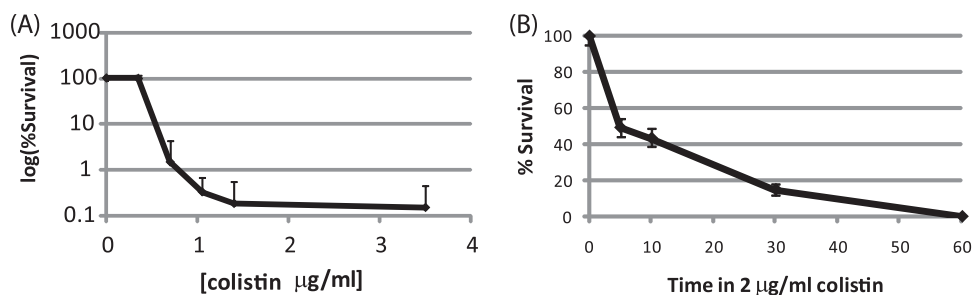 (A)
1000
100
10
1
0.1
log(%Survival)
0 1 2 3 4
[colistin μg/ml]
(B)
100
80
60
40
20
0
% Survival
0 10 20 30 40 50 60
Time in 2 μg/ml colistin